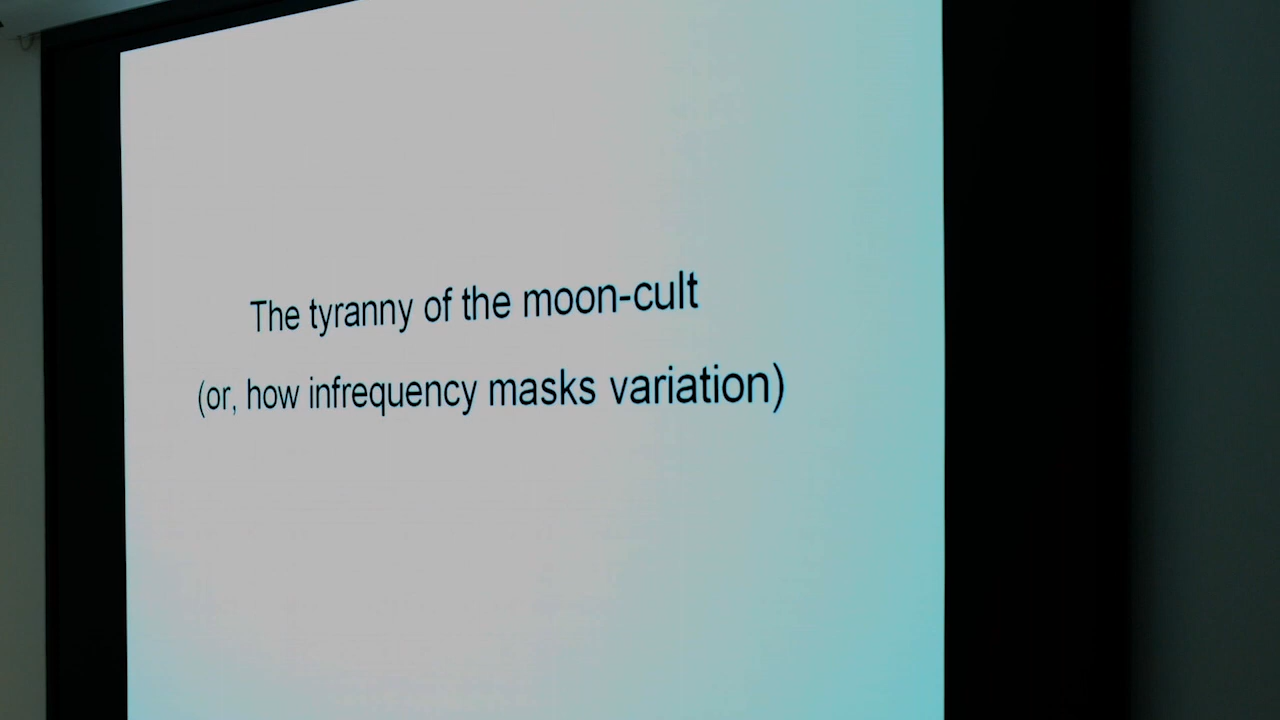 The tyranny of the moon-cult
(or, how infrequency masks variation)